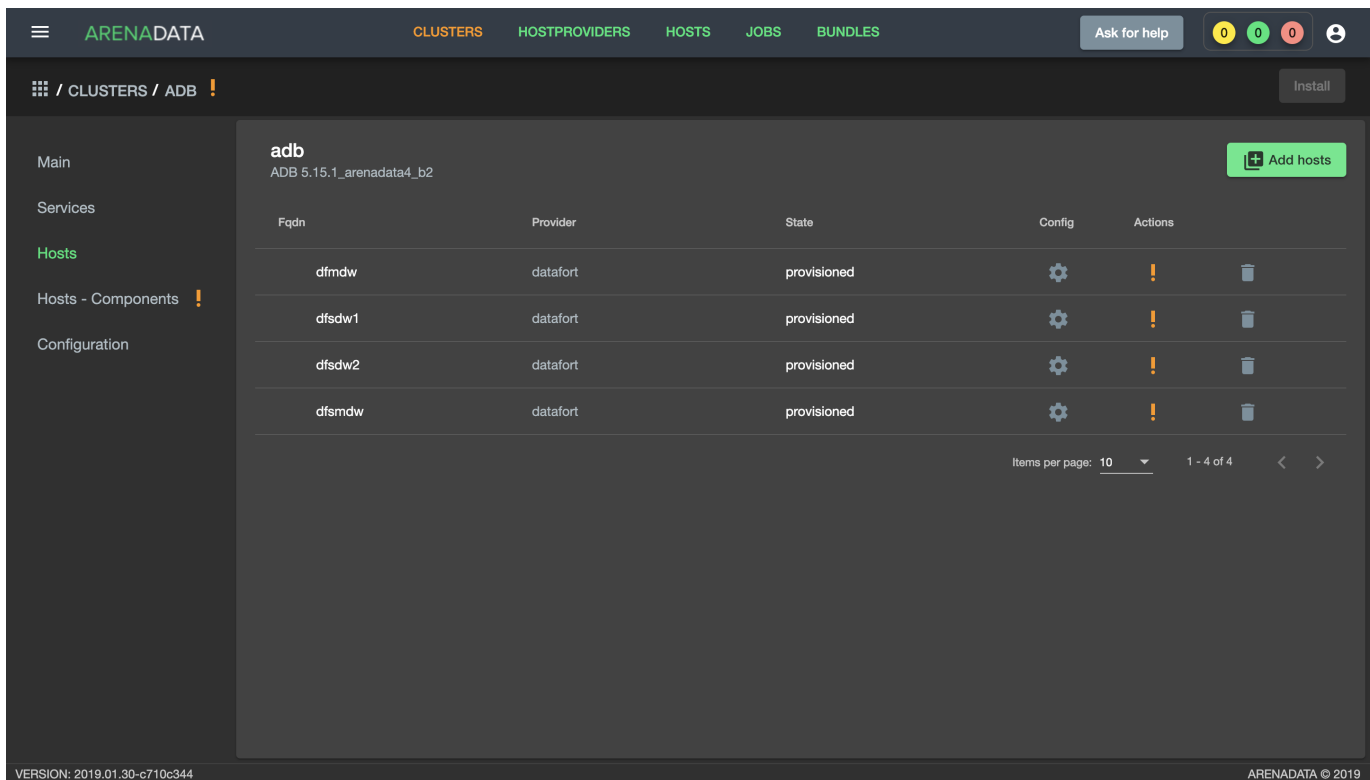 ARENADATA CLUSTERS HOSTPROVIDERS HOSTS JOBS BUNDLES Ask for help 0 0 0
/ CLUSTERS / ADB ! Install
Main
Services
Hosts
Hosts - Components !
Configuration
adb
ADB 5.15.1_arenadata4_b2
Add hosts
Fqdn Provider State Config Actions
dfmdw datafort provisioned !
dfsdw1 datafort provisioned !
dfsdw2 datafort provisioned !
dfsmdw datafort provisioned !
Items per page: 10 1 - 4 of 4
VERSION: 2019.01.30-c710c344 ARENADATA © 2019